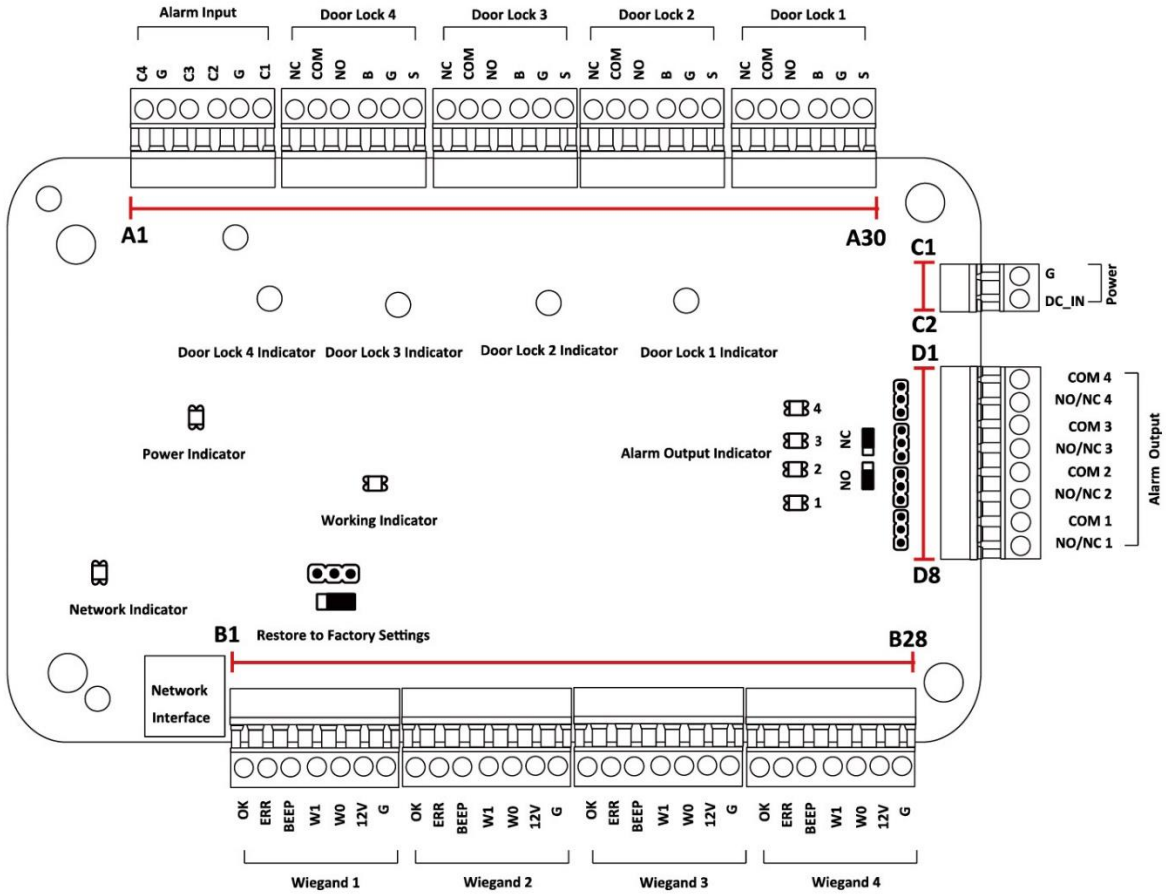 Alarm Input Door Lock 4 Door Lock 3 Door Lock 2 Door Lock 1
C4 G C3 C2 G C1 NC COM NO B G S NC COM NO B G S NC COM NO B G S NC COM NO B G S
A1 A30
C1
G
DC_IN
Power
C2
Door Lock 4 Indicator Door Lock 3 Indicator Door Lock 2 Indicator Door Lock 1 Indicator
D1
COM 4
NO/NC 4
COM 3
NO/NC 3
COM 2
NO/NC 2
COM 1
NO/NC 1
Alarm Output
D8
4
3
2
1
NC
NO
Alarm Output Indicator
Power Indicator
Working Indicator
Network Indicator
Restore to Factory Settings
B1 B28
Network
Interface
OK ERR BEEP W1 W0 12V G OK ERR BEEP W1 W0 12V G OK ERR BEEP W1 W0 12V G OK ERR BEEP W1 W0 12V G
Wiegand 1 Wiegand 2 Wiegand 3 Wiegand 4